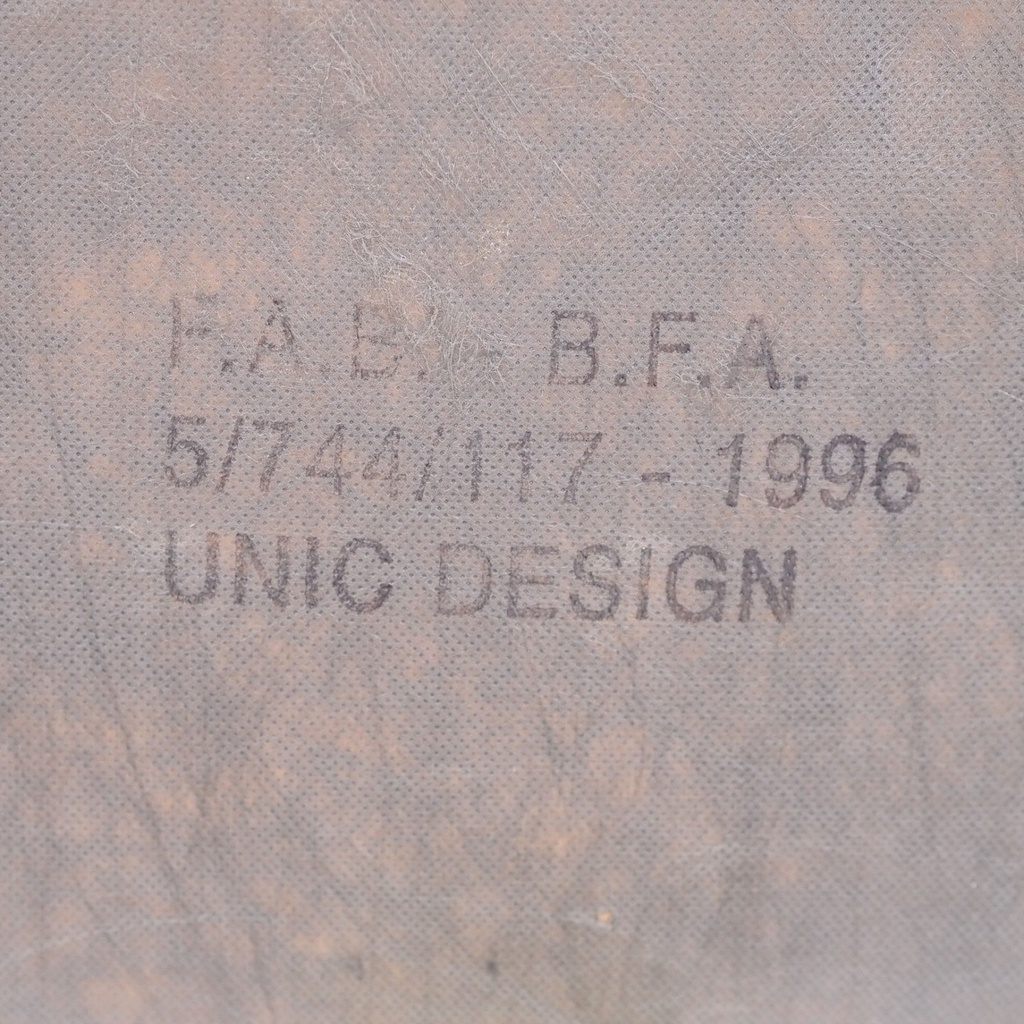 F.A.B. - B.F.A.
5/744/117 - 1996
UNIC DESIGN